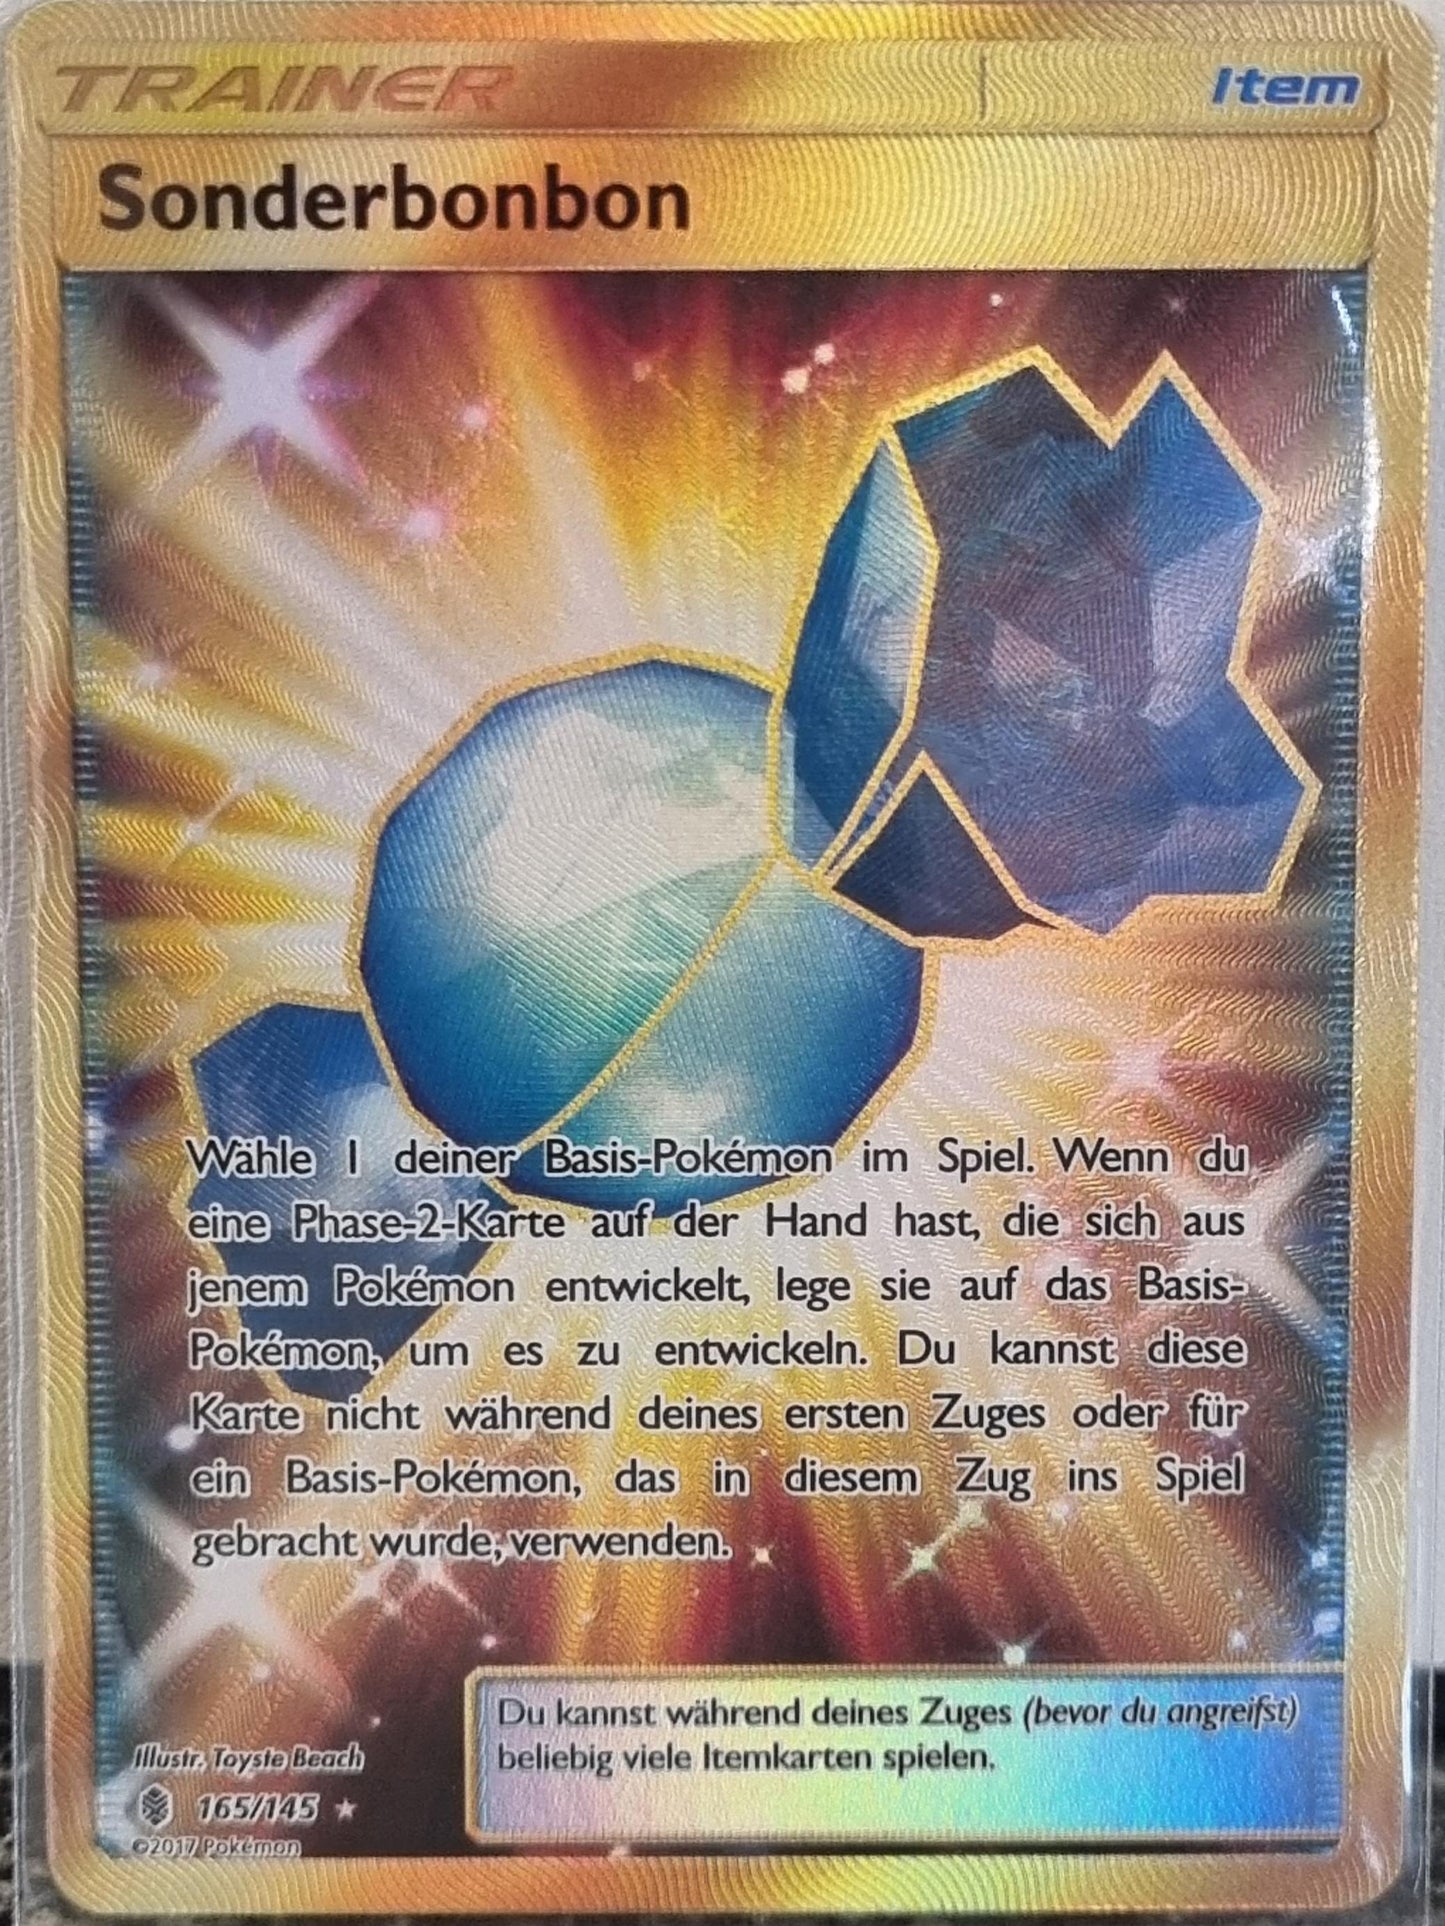 TRAINER
Item
Sonderbonbon
Wähle 1 deiner Basis-Pokémon im Spiel. Wenn du
eine Phase-2-Karte auf der Hand hast, die sich aus
jenem Pokémon entwickelt, lege sie auf das Basis-
Pokémon, um es zu entwickeln. Du kannst diese
Karte nicht während deines ersten Zuges oder für
ein Basis-Pokémon, das in diesem Zug ins Spiel
gebracht wurde, verwenden.
Du kannst während deines Zuges (bevor du angreifst)
beliebig viele Itemkarten spielen.
Illustr. Toyste Beach
165/145
©2017 Pokémon